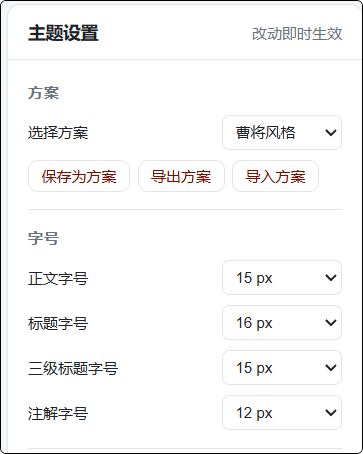 主题设置 改动即时生效
方案
选择方案 曹将风格
保存为方案 导出方案 导入方案
字号
正文字号 15 px
标题字号 16 px
三级标题字号 15 px
注解字号 12 px